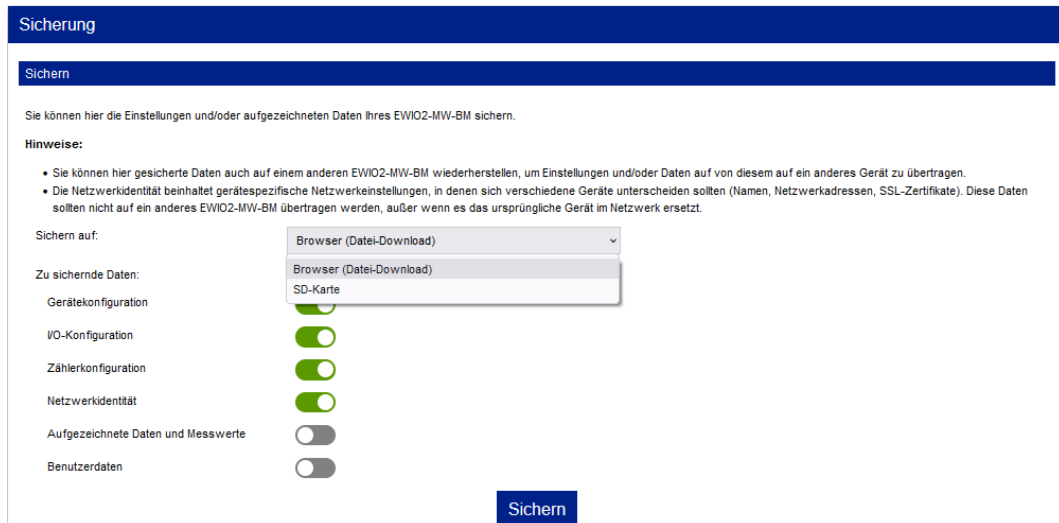 Sicherung
Sichern
Sie können hier die Einstellungen und/oder aufgezeichneten Daten Ihres EWIO2-MW-BM sichern.
Hinweise:
• Sie können hier gesicherte Daten auch auf einem anderen EWIO2-MW-BM wiederherstellen, um Einstellungen und/oder Daten auf von diesem auf ein anderes Gerät zu übertragen.
• Die Netzwerkidentität beinhaltet gerätespezifische Netzwerkeinstellungen, in denen sich verschiedene Geräte unterscheiden sollten (Namen, Netzwerkadressen, SSL-Zertifikate). Diese Daten
sollten nicht auf ein anderes EWIO2-MW-BM übertragen werden, außer wenn es das ursprüngliche Gerät im Netzwerk ersetzt.
Sichern auf: Browser (Datei-Download)
Browser (Datei-Download)
Zu sichernde Daten:
SD-Karte
Gerätekonfiguration
I/O-Konfiguration
Zählerkonfiguration
Netzwerkidentität
Aufgezeichnete Daten und Messwerte
Benutzerdaten
Sichern